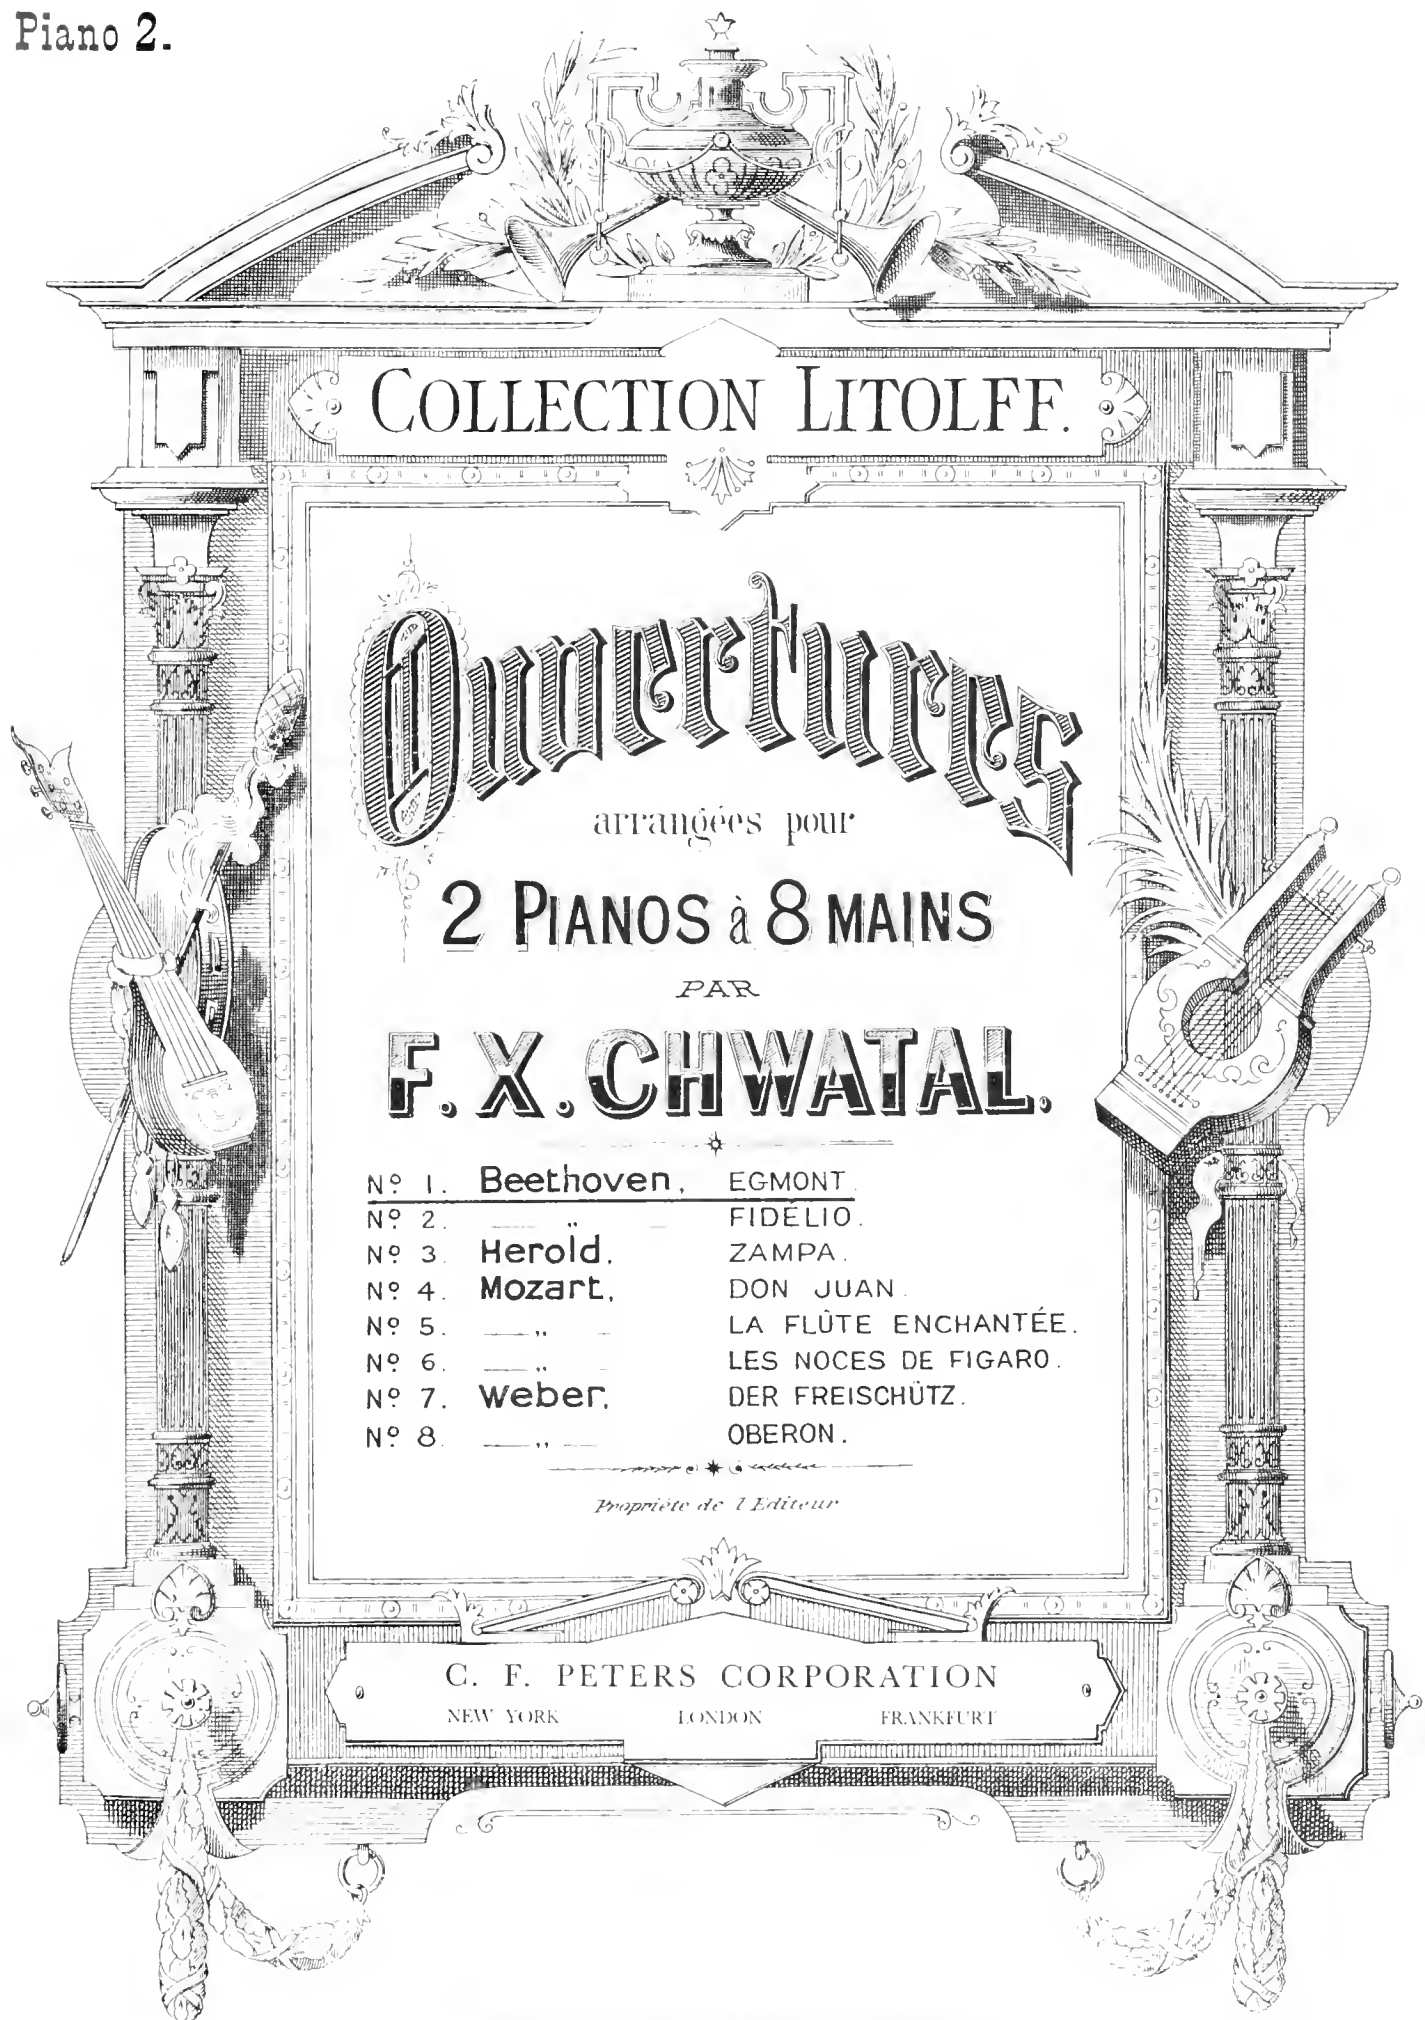 Piano 2.
COLLECTION LITOLFF.
Ouvertures
arrangées pour
2 PIANOS à 8 MAINS
PAR
F. X. CHWATAL.
Nº 1. Beethoven, EGMONT.
Nº 2. — „ — FIDÉLIO.
Nº 3. Herold, ZAMPA.
Nº 4. Mozart, DON JUAN.
Nº 5. — „ — LA FLÛTE ENCHANTÉE.
Nº 6. — „ — LES NOCES DE FIGARO.
Nº 7. Weber, DER FREISCHÜTZ.
Nº 8. — „ — OBERON.
Propriéte de l'Editeur
C. F. PETERS CORPORATION
NEW YORK LONDON FRANKFURT